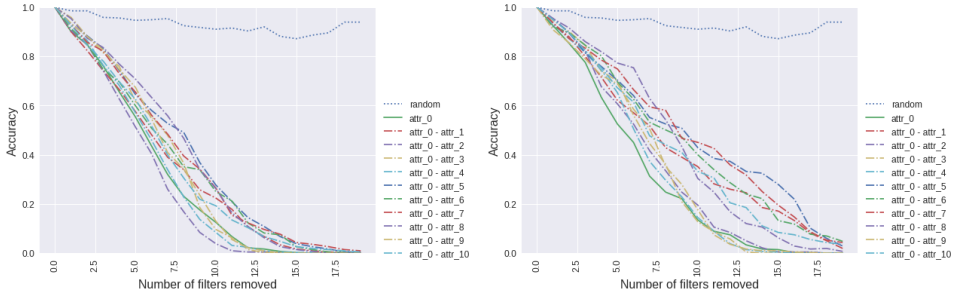 1.0
0.8
0.6
0.4
0.2
0.0
Accuracy
0.0
2.5
5.0
7.5
10.0
12.5
15.0
17.5
Number of filters removed
random
attr_0
attr_0 - attr_1
attr_0 - attr_2
attr_0 - attr_3
attr_0 - attr_4
attr_0 - attr_5
attr_0 - attr_6
attr_0 - attr_7
attr_0 - attr_8
attr_0 - attr_9
attr_0 - attr_10
1.0
0.8
0.6
0.4
0.2
0.0
Accuracy
0.0
2.5
5.0
7.5
10.0
12.5
15.0
17.5
Number of filters removed
random
attr_0
attr_0 - attr_1
attr_0 - attr_2
attr_0 - attr_3
attr_0 - attr_4
attr_0 - attr_5
attr_0 - attr_6
attr_0 - attr_7
attr_0 - attr_8
attr_0 - attr_9
attr_0 - attr_10